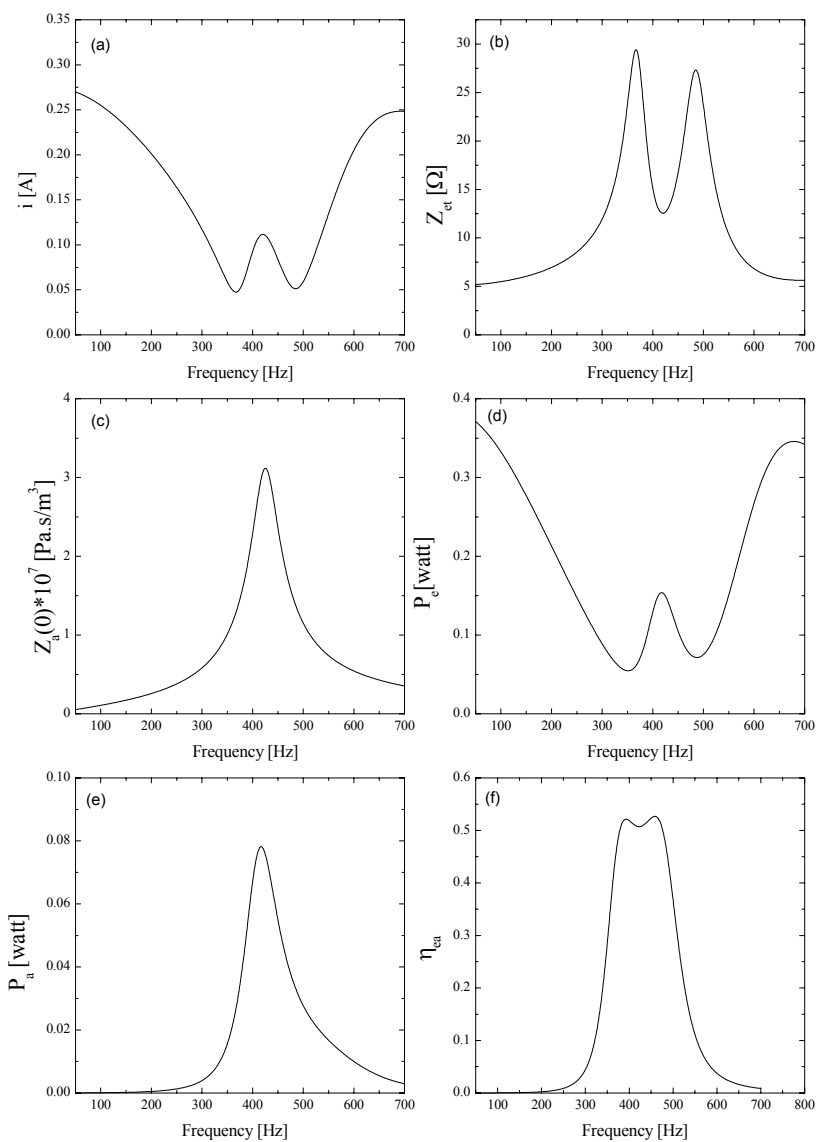 (a)
i [A]
0.35
0.30
0.25
0.20
0.15
0.10
0.05
0.00
100 200 300 400 500 600 700
Frequency [Hz]
(b)
Z_et [Ω]
30
25
20
15
10
5
0
100 200 300 400 500 600 700
Frequency [Hz]
(c)
Z_a(0)*10^7 [Pa.s/m^3]
4
3
2
1
0
100 200 300 400 500 600 700
Frequency [Hz]
(d)
P_e[watt]
0.4
0.3
0.2
0.1
0.0
100 200 300 400 500 600 700
Frequency [Hz]
(e)
P_a [watt]
0.10
0.08
0.06
0.04
0.02
0.00
100 200 300 400 500 600 700
Frequency [Hz]
(f)
η_ea
0.6
0.5
0.4
0.3
0.2
0.1
0.0
100 200 300 400 500 600 700 800
Frequency [Hz]